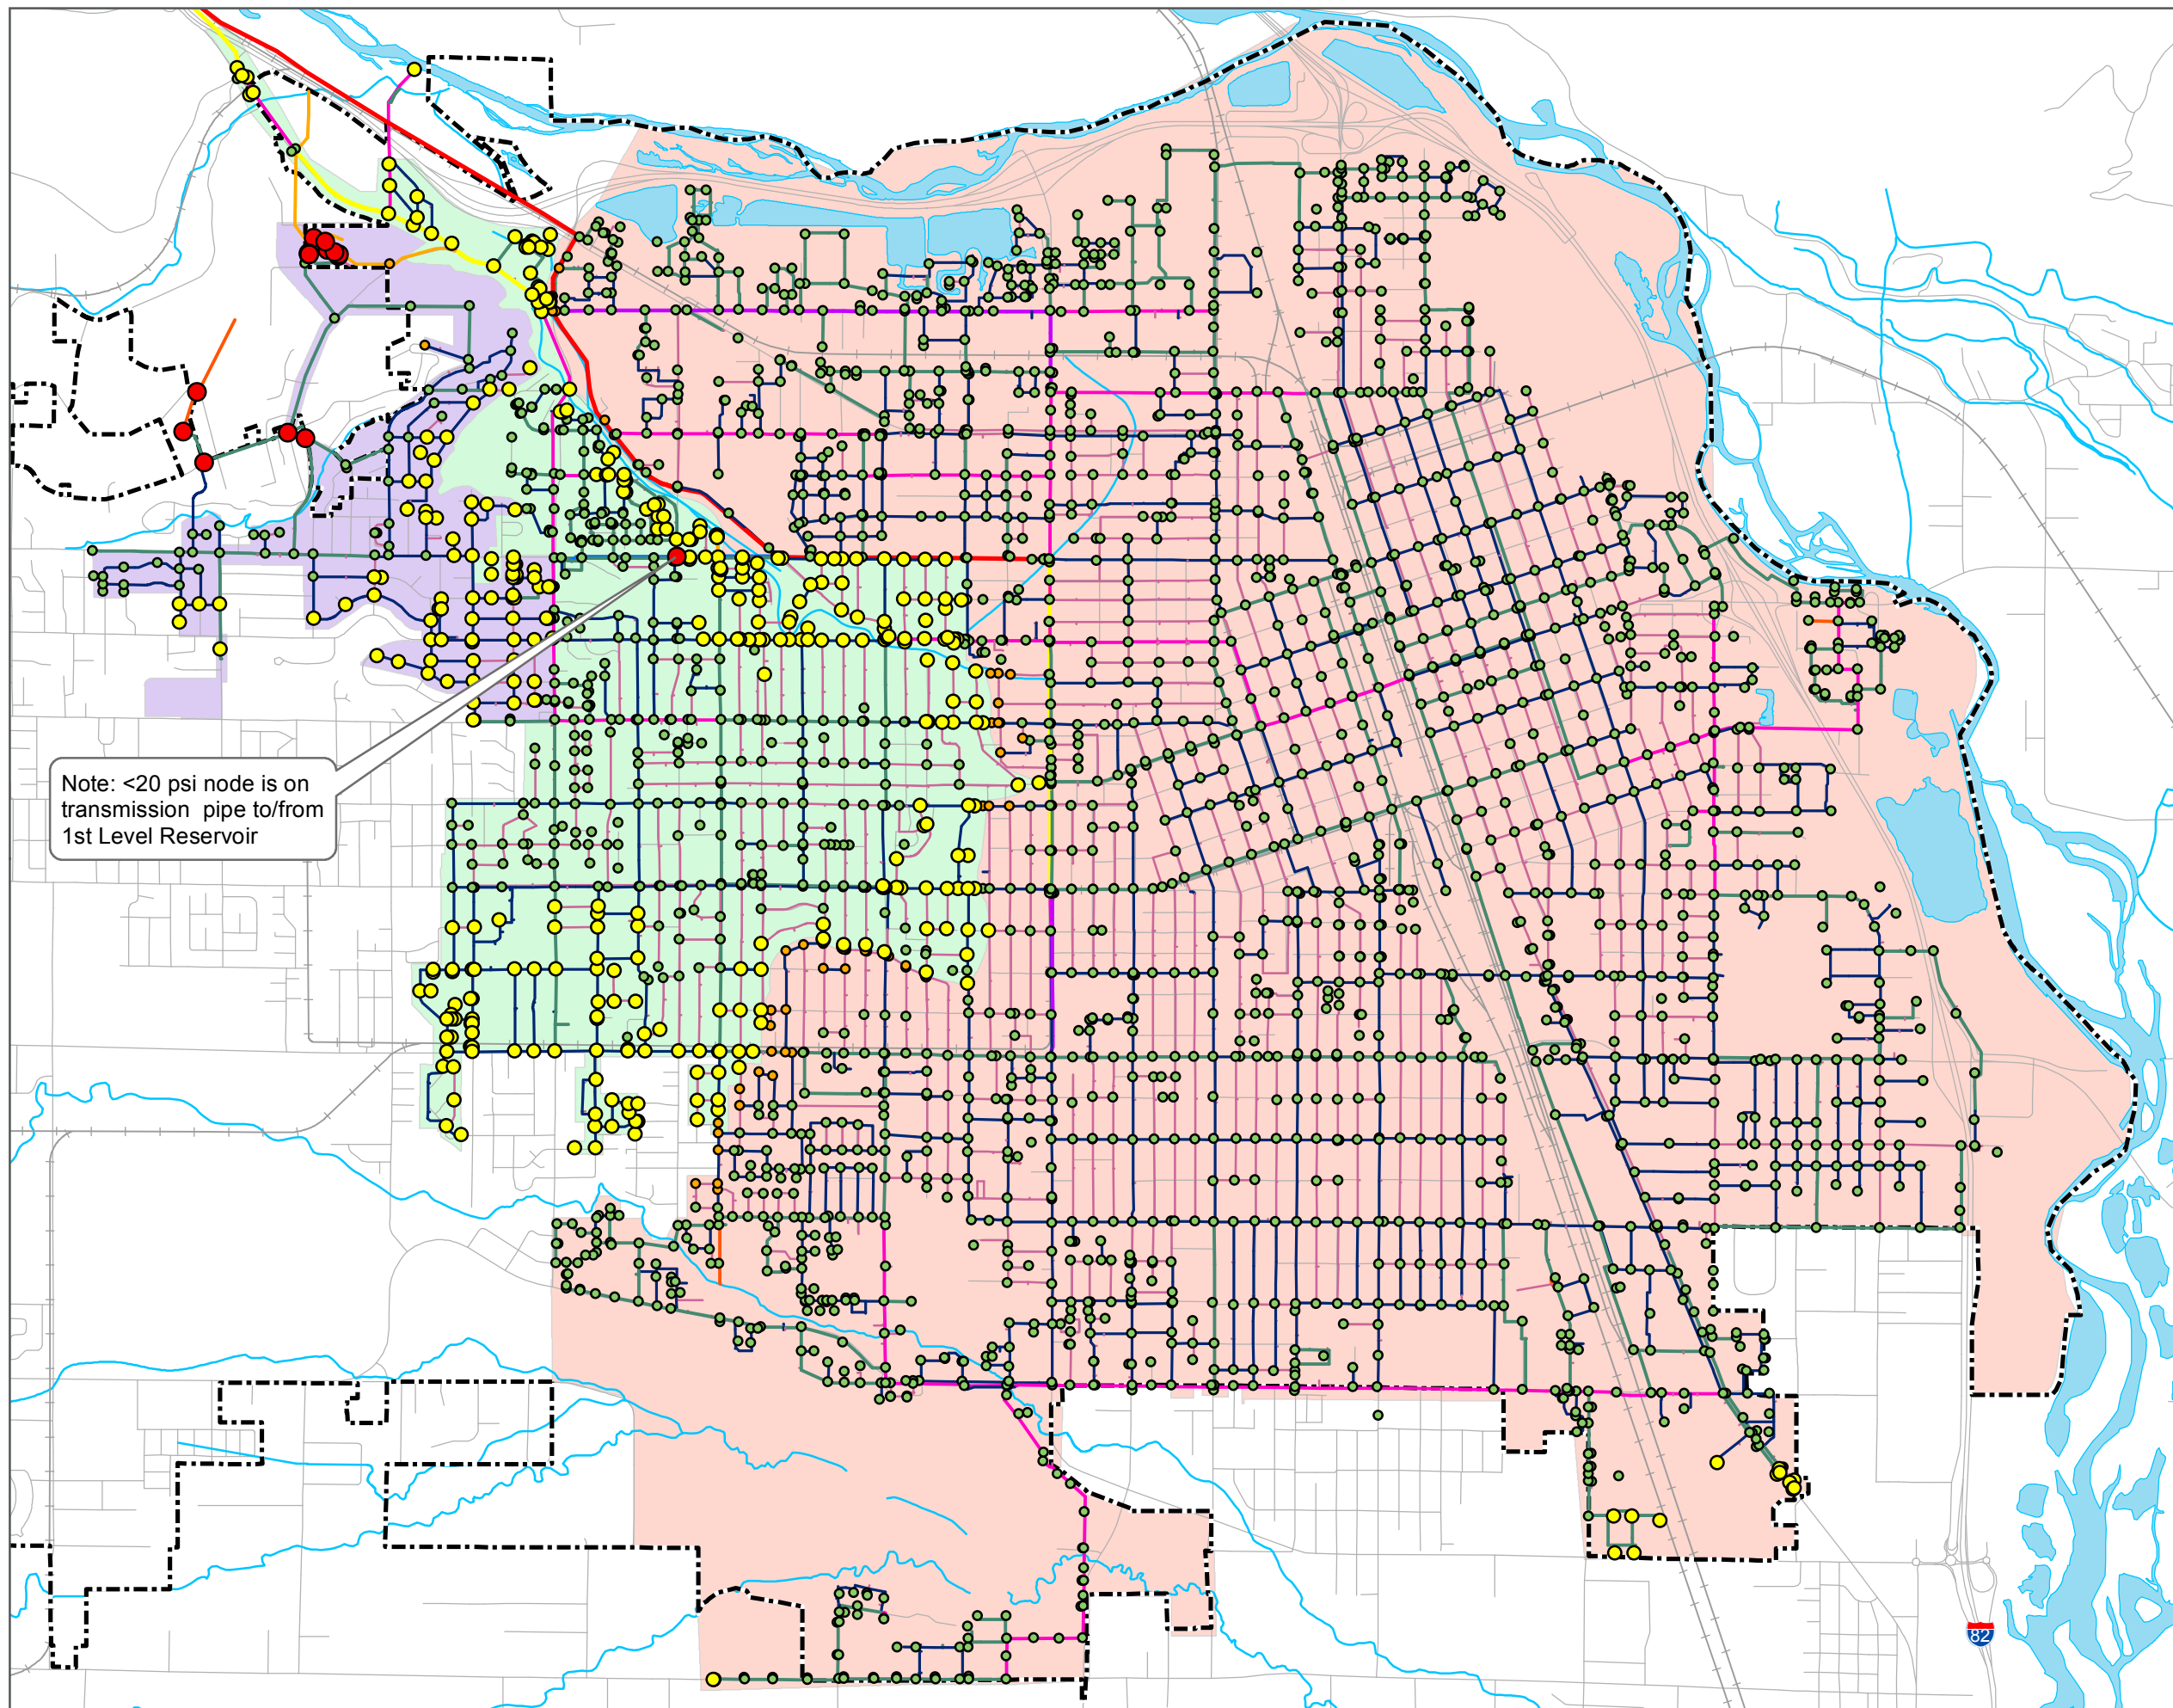 Note: <20 psi node is on
transmission pipe to/from
1st Level Reservoir
82